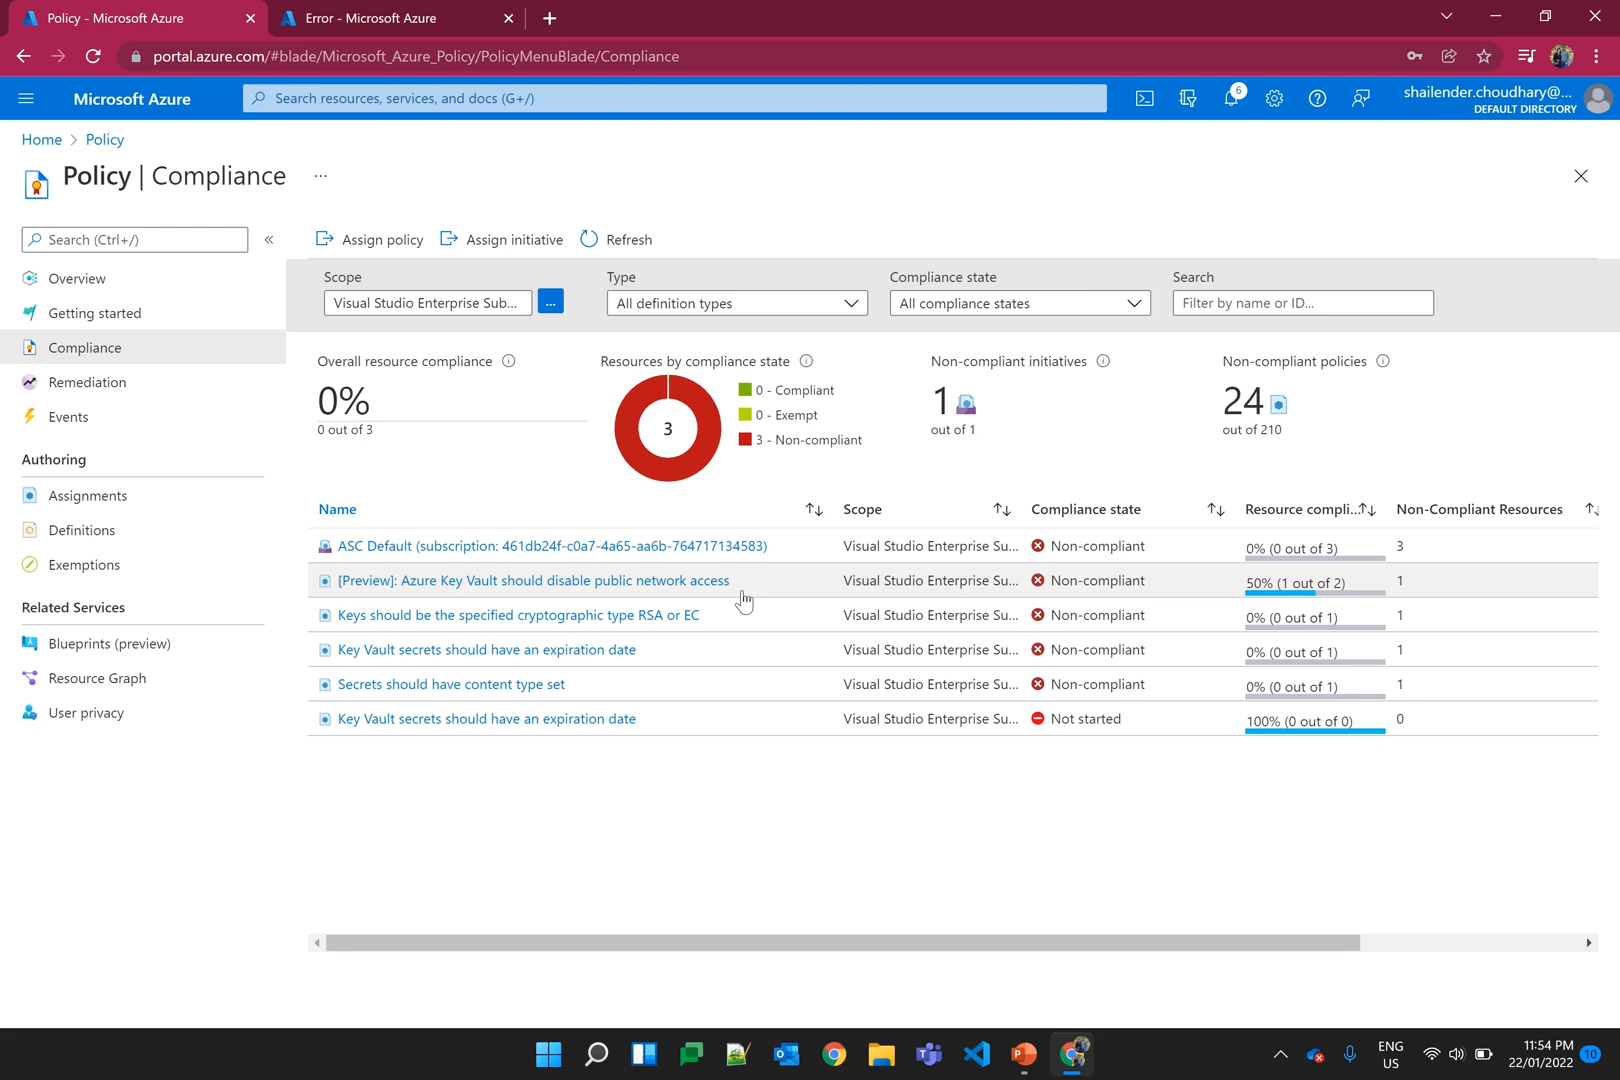 Policy - Microsoft Azure
Error - Microsoft Azure
portal.azure.com/#blade/Microsoft_Azure_Policy/PolicyMenuBlade/Compliance
Microsoft Azure
Search resources, services, and docs (G+/)
6
shailender.choudhary@...
DEFAULT DIRECTORY
Home > Policy
Policy | Compliance ...
Search (Ctrl+/)
«
Overview
Getting started
Compliance
Remediation
Events
Authoring
Assignments
Definitions
Exemptions
Related Services
Blueprints (preview)
Resource Graph
User privacy
Assign policy Assign initiative Refresh
Scope Type Compliance state Search
Visual Studio Enterprise Sub... ... All definition types All compliance states Filter by name or ID...
Overall resource compliance
0%
0 out of 3
Resources by compliance state
3
0 - Compliant
0 - Exempt
3 - Non-compliant
Non-compliant initiatives
1
out of 1
Non-compliant policies
24
out of 210
Name Scope Compliance state Resource compli... Non-Compliant Resources
ASC Default (subscription: 461db24f-c0a7-4a65-aa6b-764717134583) Visual Studio Enterprise Su... Non-compliant 0% (0 out of 3) 3
[Preview]: Azure Key Vault should disable public network access Visual Studio Enterprise Su... Non-compliant 50% (1 out of 2) 1
Keys should be the specified cryptographic type RSA or EC Visual Studio Enterprise Su... Non-compliant 0% (0 out of 1) 1
Key Vault secrets should have an expiration date Visual Studio Enterprise Su... Non-compliant 0% (0 out of 1) 1
Secrets should have content type set Visual Studio Enterprise Su... Non-compliant 0% (0 out of 1) 1
Key Vault secrets should have an expiration date Visual Studio Enterprise Su... Not started 100% (0 out of 0) 0
ENG
US
11:54 PM
22/01/2022
10